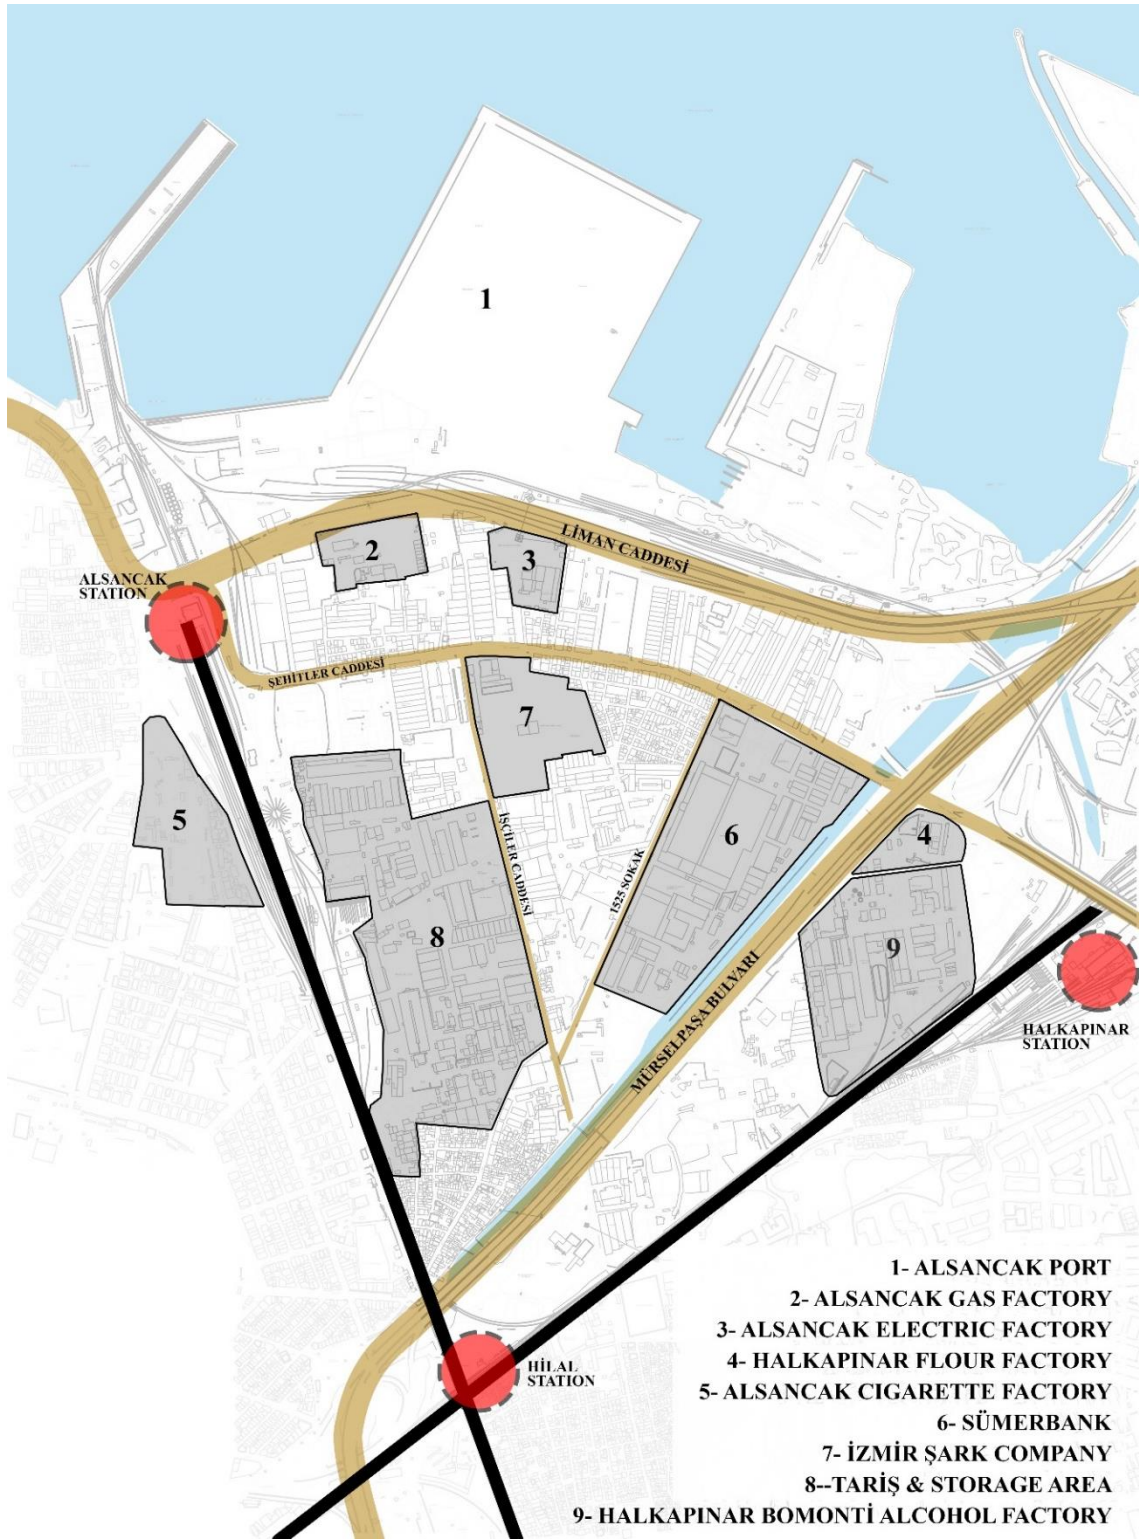 1
LİMAN CADDESİ
2
3
ALSANCAK
STATION
ŞEHİTLER CADDESİ
7
5
6
4
İŞÇİLER CADDESİ
1525 SOKAK
8
9
MÜRSELPAŞA BULVARI
HALKAPINAR
STATION
HİLAL
STATION
1- ALSANCAK PORT
2- ALSANCAK GAS FACTORY
3- ALSANCAK ELECTRIC FACTORY
4- HALKAPINAR FLOUR FACTORY
5- ALSANCAK CIGARETTE FACTORY
6- SÜMERBANK
7- İZMİR ŞARK COMPANY
8--TARİŞ & STORAGE AREA
9- HALKAPINAR BOMONTİ ALCOHOL FACTORY